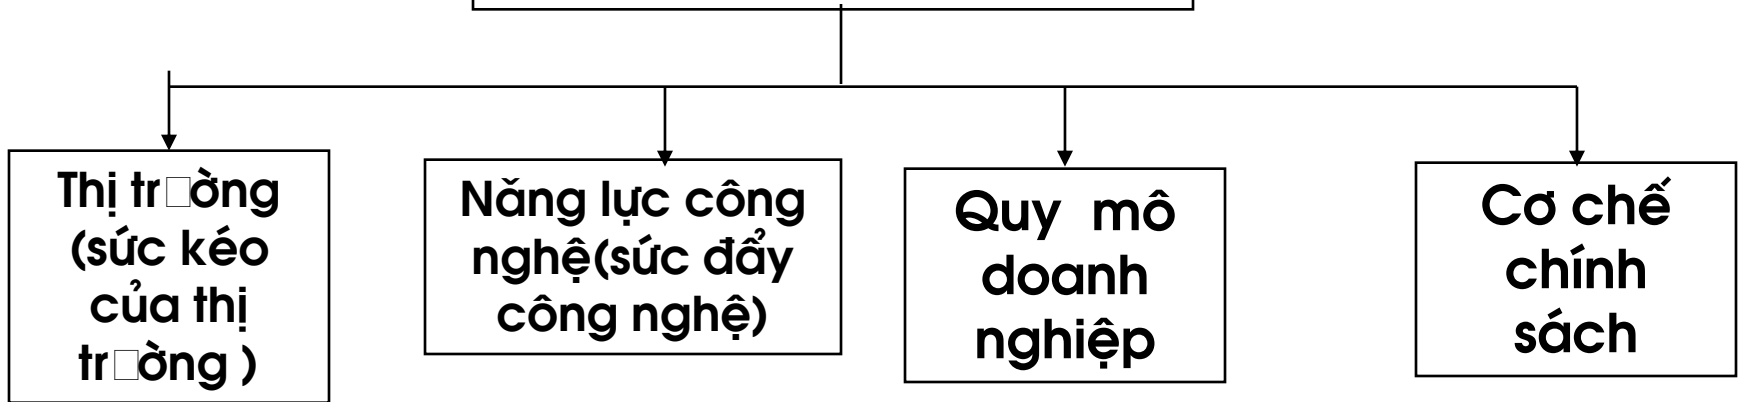 Thị tr□ờng
(sức kéo
của thị
tr□ờng )
Năng lực công
nghệ(sức đẩy
công nghệ)
Quy mô
doanh
nghiệp
Cơ chế
chính
sách